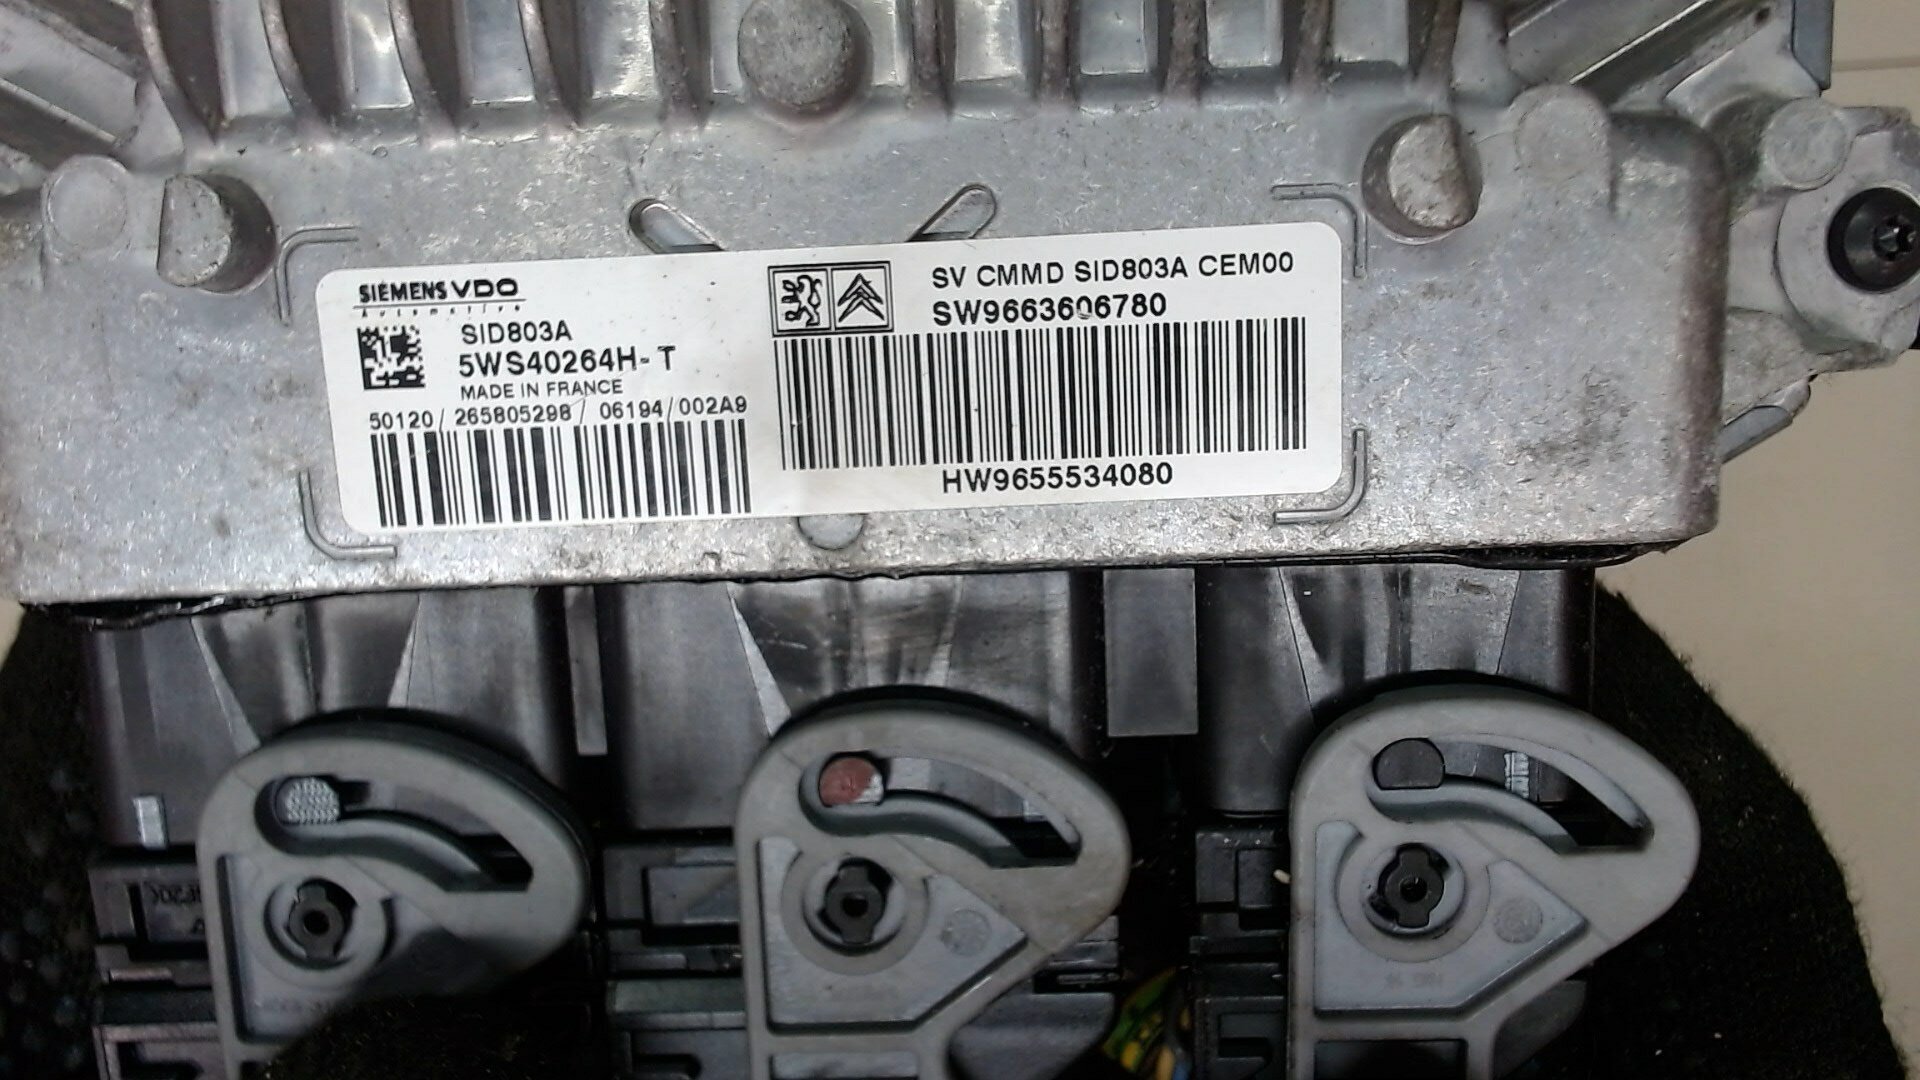 SIEMENS VDO
Automotive
SID803A
5WS40264H-T
MADE IN FRANCE
50120/265805298/06194/002A9
SV CMMD SID803A CEM00
SW9663606780
HW9655534080